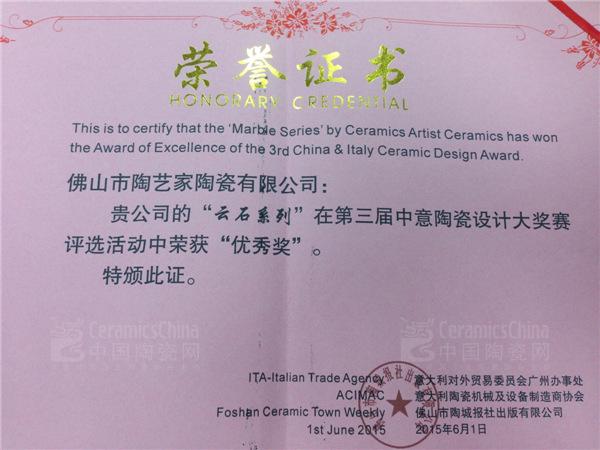 荣誉证书
HONORARY CREDENTIAL
This is to certify that the 'Marble Series' by Ceramics Artist Ceramics has won
the Award of Excellence of the 3rd China & Italy Ceramic Design Award.
佛山市陶艺家陶瓷有限公司：
贵公司的“云石系列”在第三届中意陶瓷设计大奖赛
评选活动中荣获“优秀奖”。
特颁此证。
CeramicsChina CeramicsChina
中国陶瓷网 中国陶瓷网
ITA-Italian Trade Agency 意大利对外贸易委员会广州办事处
ACIMAC 意大利陶瓷机械及设备制造商协会
Foshan Ceramic Town Weekly 佛山市陶城报社出版有限公司
1st June 2015 2015年6月1日